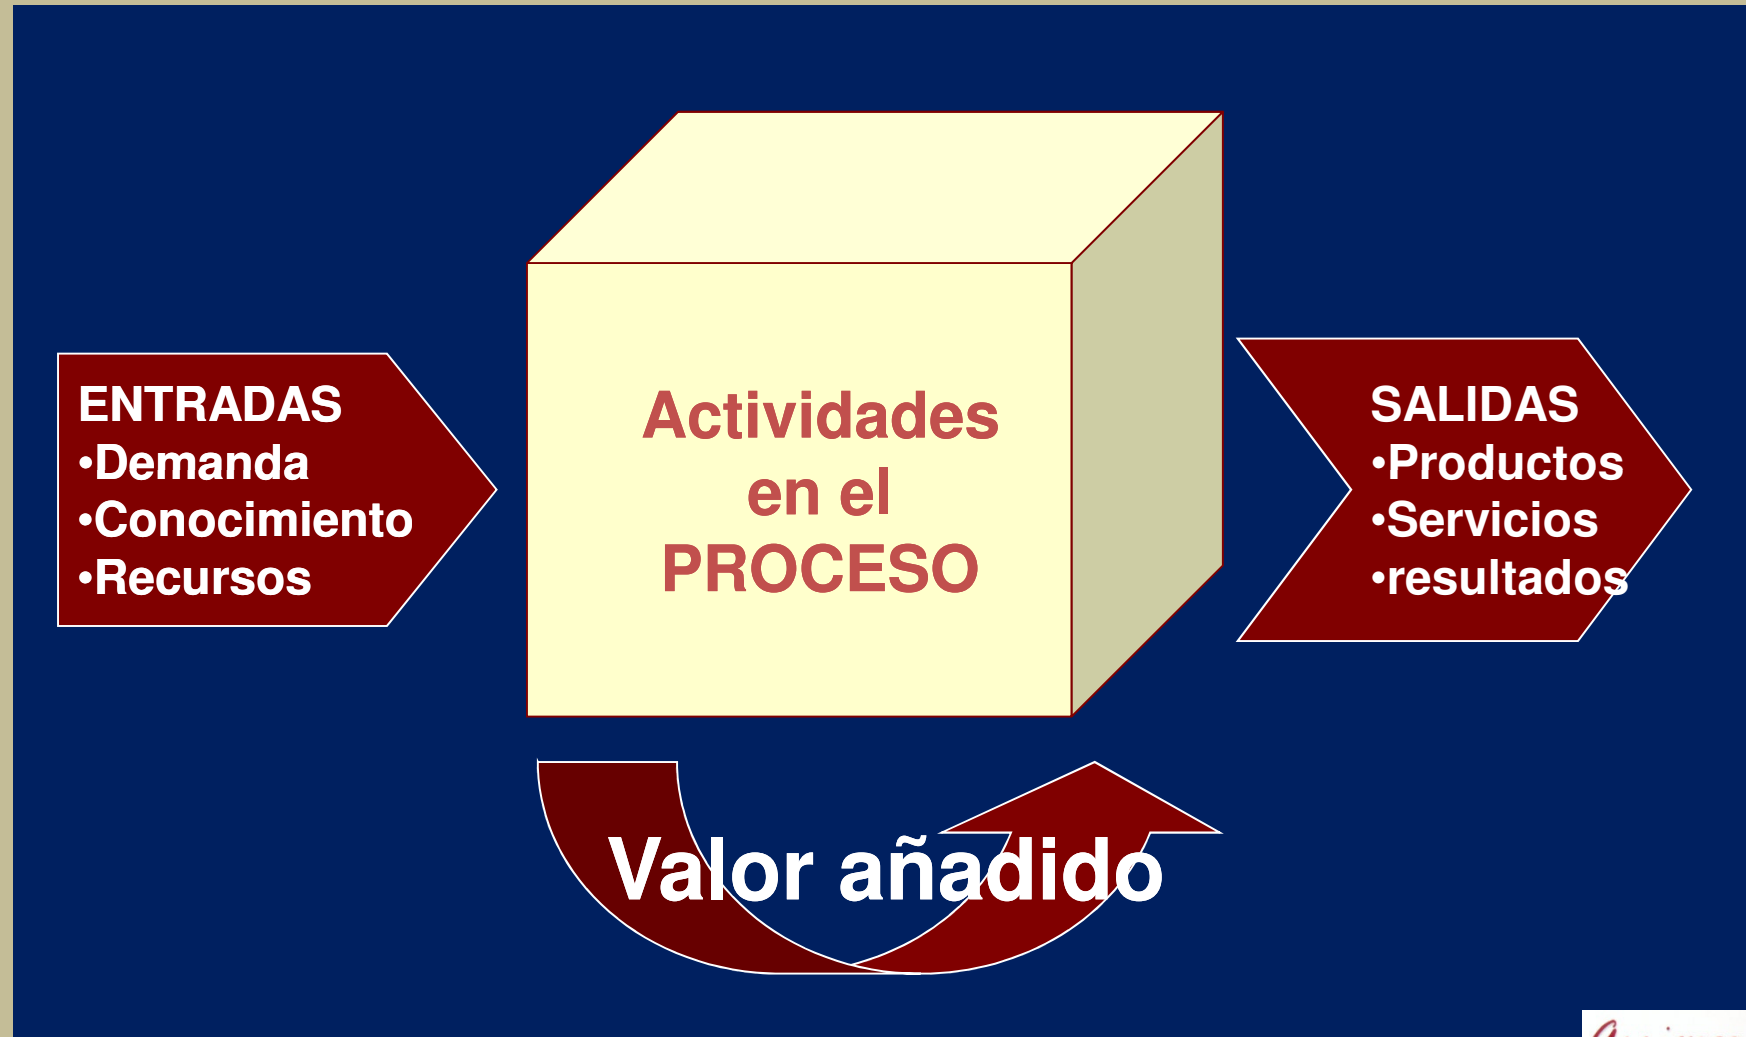 ENTRADAS
•Demanda
•Conocimiento
•Recursos
Actividades
en el
PROCESO
SALIDAS
•Productos
•Servicios
•resultados
Valor añadido